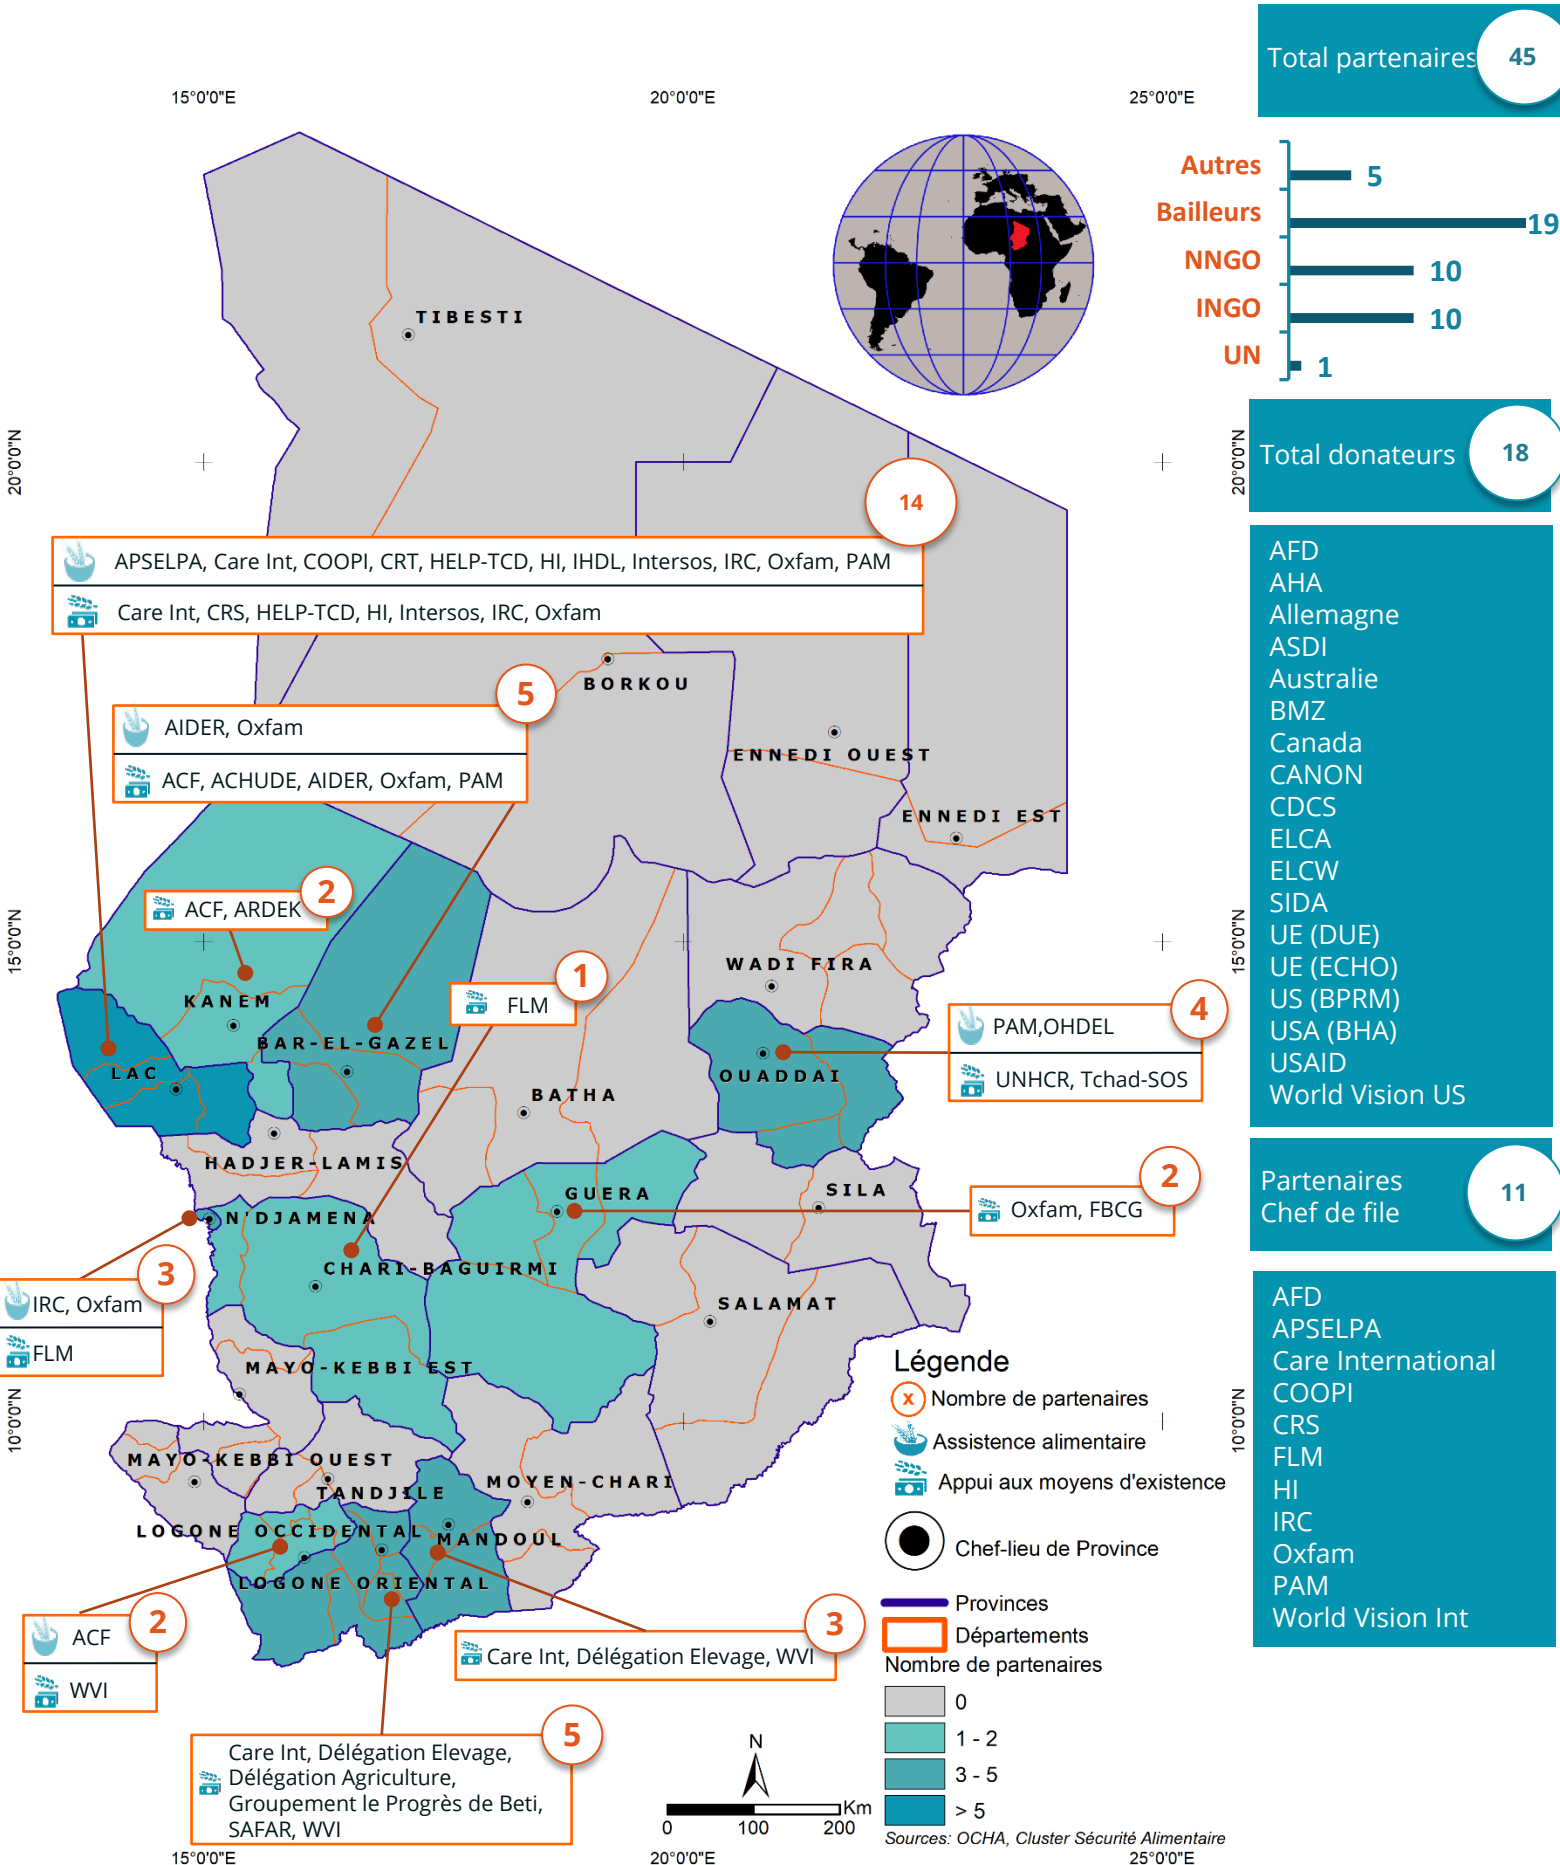 Total partenaires 45
15°0'0"E
20°0'0"E
25°0'0"E
Autres 5
Bailleurs 19
NNGO 10
INGO 10
UN 1
TIBESTI
20°0'0"N
20°0'0"N
Total donateurs 18
14
APSELPA, Care Int, COOPI, CRT, HELP-TCD, HI, IHDL, Intersos, IRC, Oxfam, PAM
Care Int, CRS, HELP-TCD, HI, Intersos, IRC, Oxfam
AFD
AHA
Allemagne
ASDI
Australie
BMZ
Canada
CANON
CDCS
ELCA
ELCW
SIDA
UE (DUE)
UE (ECHO)
US (BPRM)
USA (BHA)
USAID
World Vision US
BORKOU
5
AIDER, Oxfam
ACF, ACHUDE, AIDER, Oxfam, PAM
ENNEDI OUEST
ENNEDI EST
2
ACF, ARDEK
15°0'0"N
15°0'0"N
WADI FIRA
1
FLM
KANEM
4
PAM,OHDEL
UNHCR, Tchad-SOS
BAR-EL-GAZEL
LAC
OUADDAI
BATHA
HADJER-LAMIS
Partenaires
Chef de file
11
2
Oxfam, FBCG
GUERA
SILA
N'DJAMENA
CHARI-BAGUIRMI
3
IRC, Oxfam
FLM
SALAMAT
AFD
APSELPA
Care International
COOPI
CRS
FLM
HI
IRC
Oxfam
PAM
World Vision Int
MAYO-KEBBI EST
10°0'0"N
10°0'0"N
Légende
x Nombre de partenaires
Assistence alimentaire
Appui aux moyens d'existence
Chef-lieu de Province
Provinces
Départements
Nombre de partenaires
0
1 - 2
3 - 5
> 5
MAYO-KEBBI OUEST
TANDJILE
MOYEN-CHARI
LOGONE OCCIDENTAL
MANDOUL
LOGONE ORIENTAL
2
ACF
WVI
3
Care Int, Délégation Elevage, WVI
5
Care Int, Délégation Elevage,
Délégation Agriculture,
Groupement le Progrès de Beti,
SAFAR, WVI
N
Km
0 100 200
Sources: OCHA, Cluster Sécurité Alimentaire
15°0'0"E
20°0'0"E
25°0'0"E